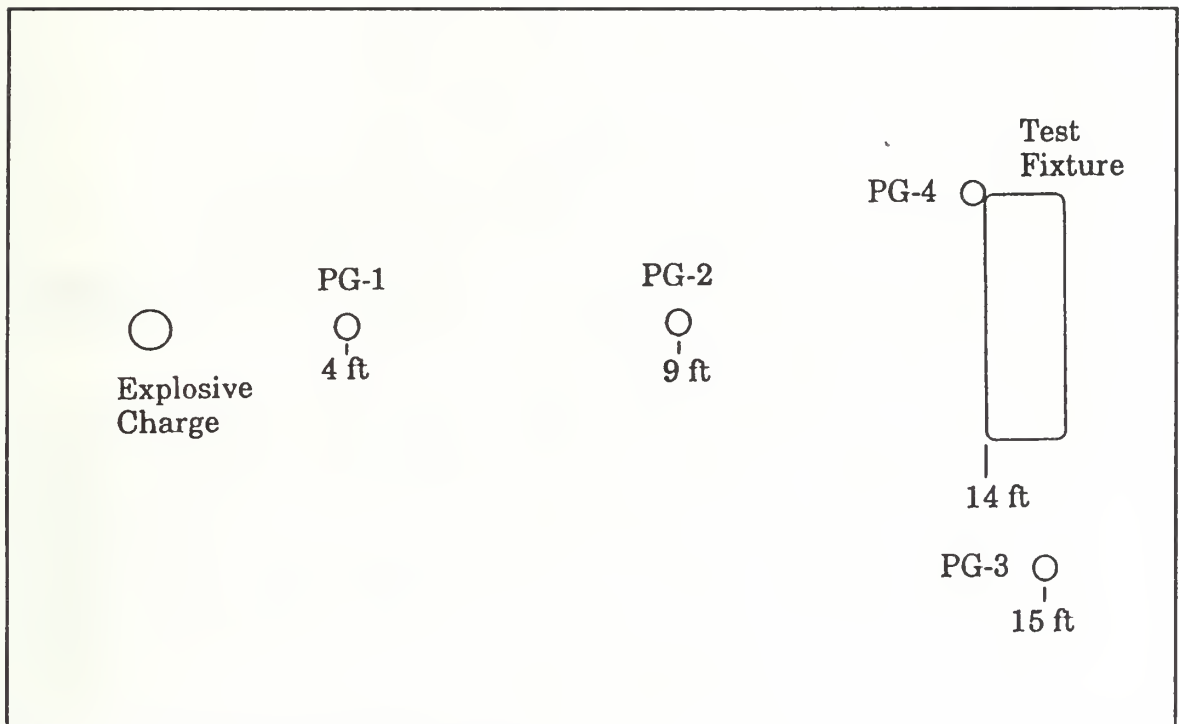 Test
Fixture
PG-4
PG-1
PG-2
4 ft
9 ft
Explosive
Charge
14 ft
PG-3
15 ft